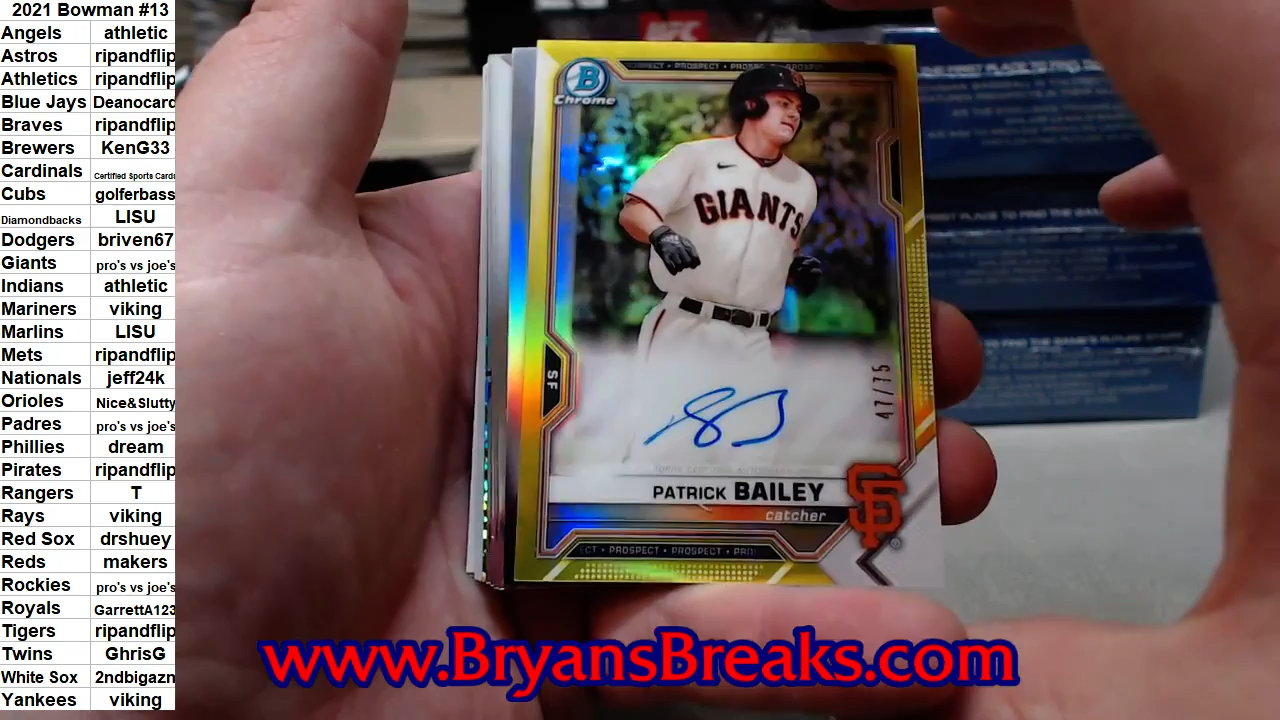 2021 Bowman #13
Angels athletic
Astros ripandflip
Athletics ripandflip
Blue Jays Deanocard
Braves ripandflip
Brewers KenG33
Cardinals Certified Sports Cards
Cubs golferbass
Diamondbacks LISU
Dodgers briven67
Giants pro's vs joe's
Indians athletic
Mariners viking
Marlins LISU
Mets ripandflip
Nationals jeff24k
Orioles Nice&Slutty
Padres pro's vs joe's
Phillies dream
Pirates ripandflip
Rangers T
Rays viking
Red Sox drshuey
Reds makers
Rockies pro's vs joe's
Royals GarrettA123
Tigers ripandflip
Twins GhrisG
White Sox 2ndbigazn
Yankees viking
UFC
B
Chrome
PROSPECT
GIANTS
SF
47/75
PATRICK BAILEY
catcher
SF
PROSPECT • PROSPECT
www.BryansBreaks.com